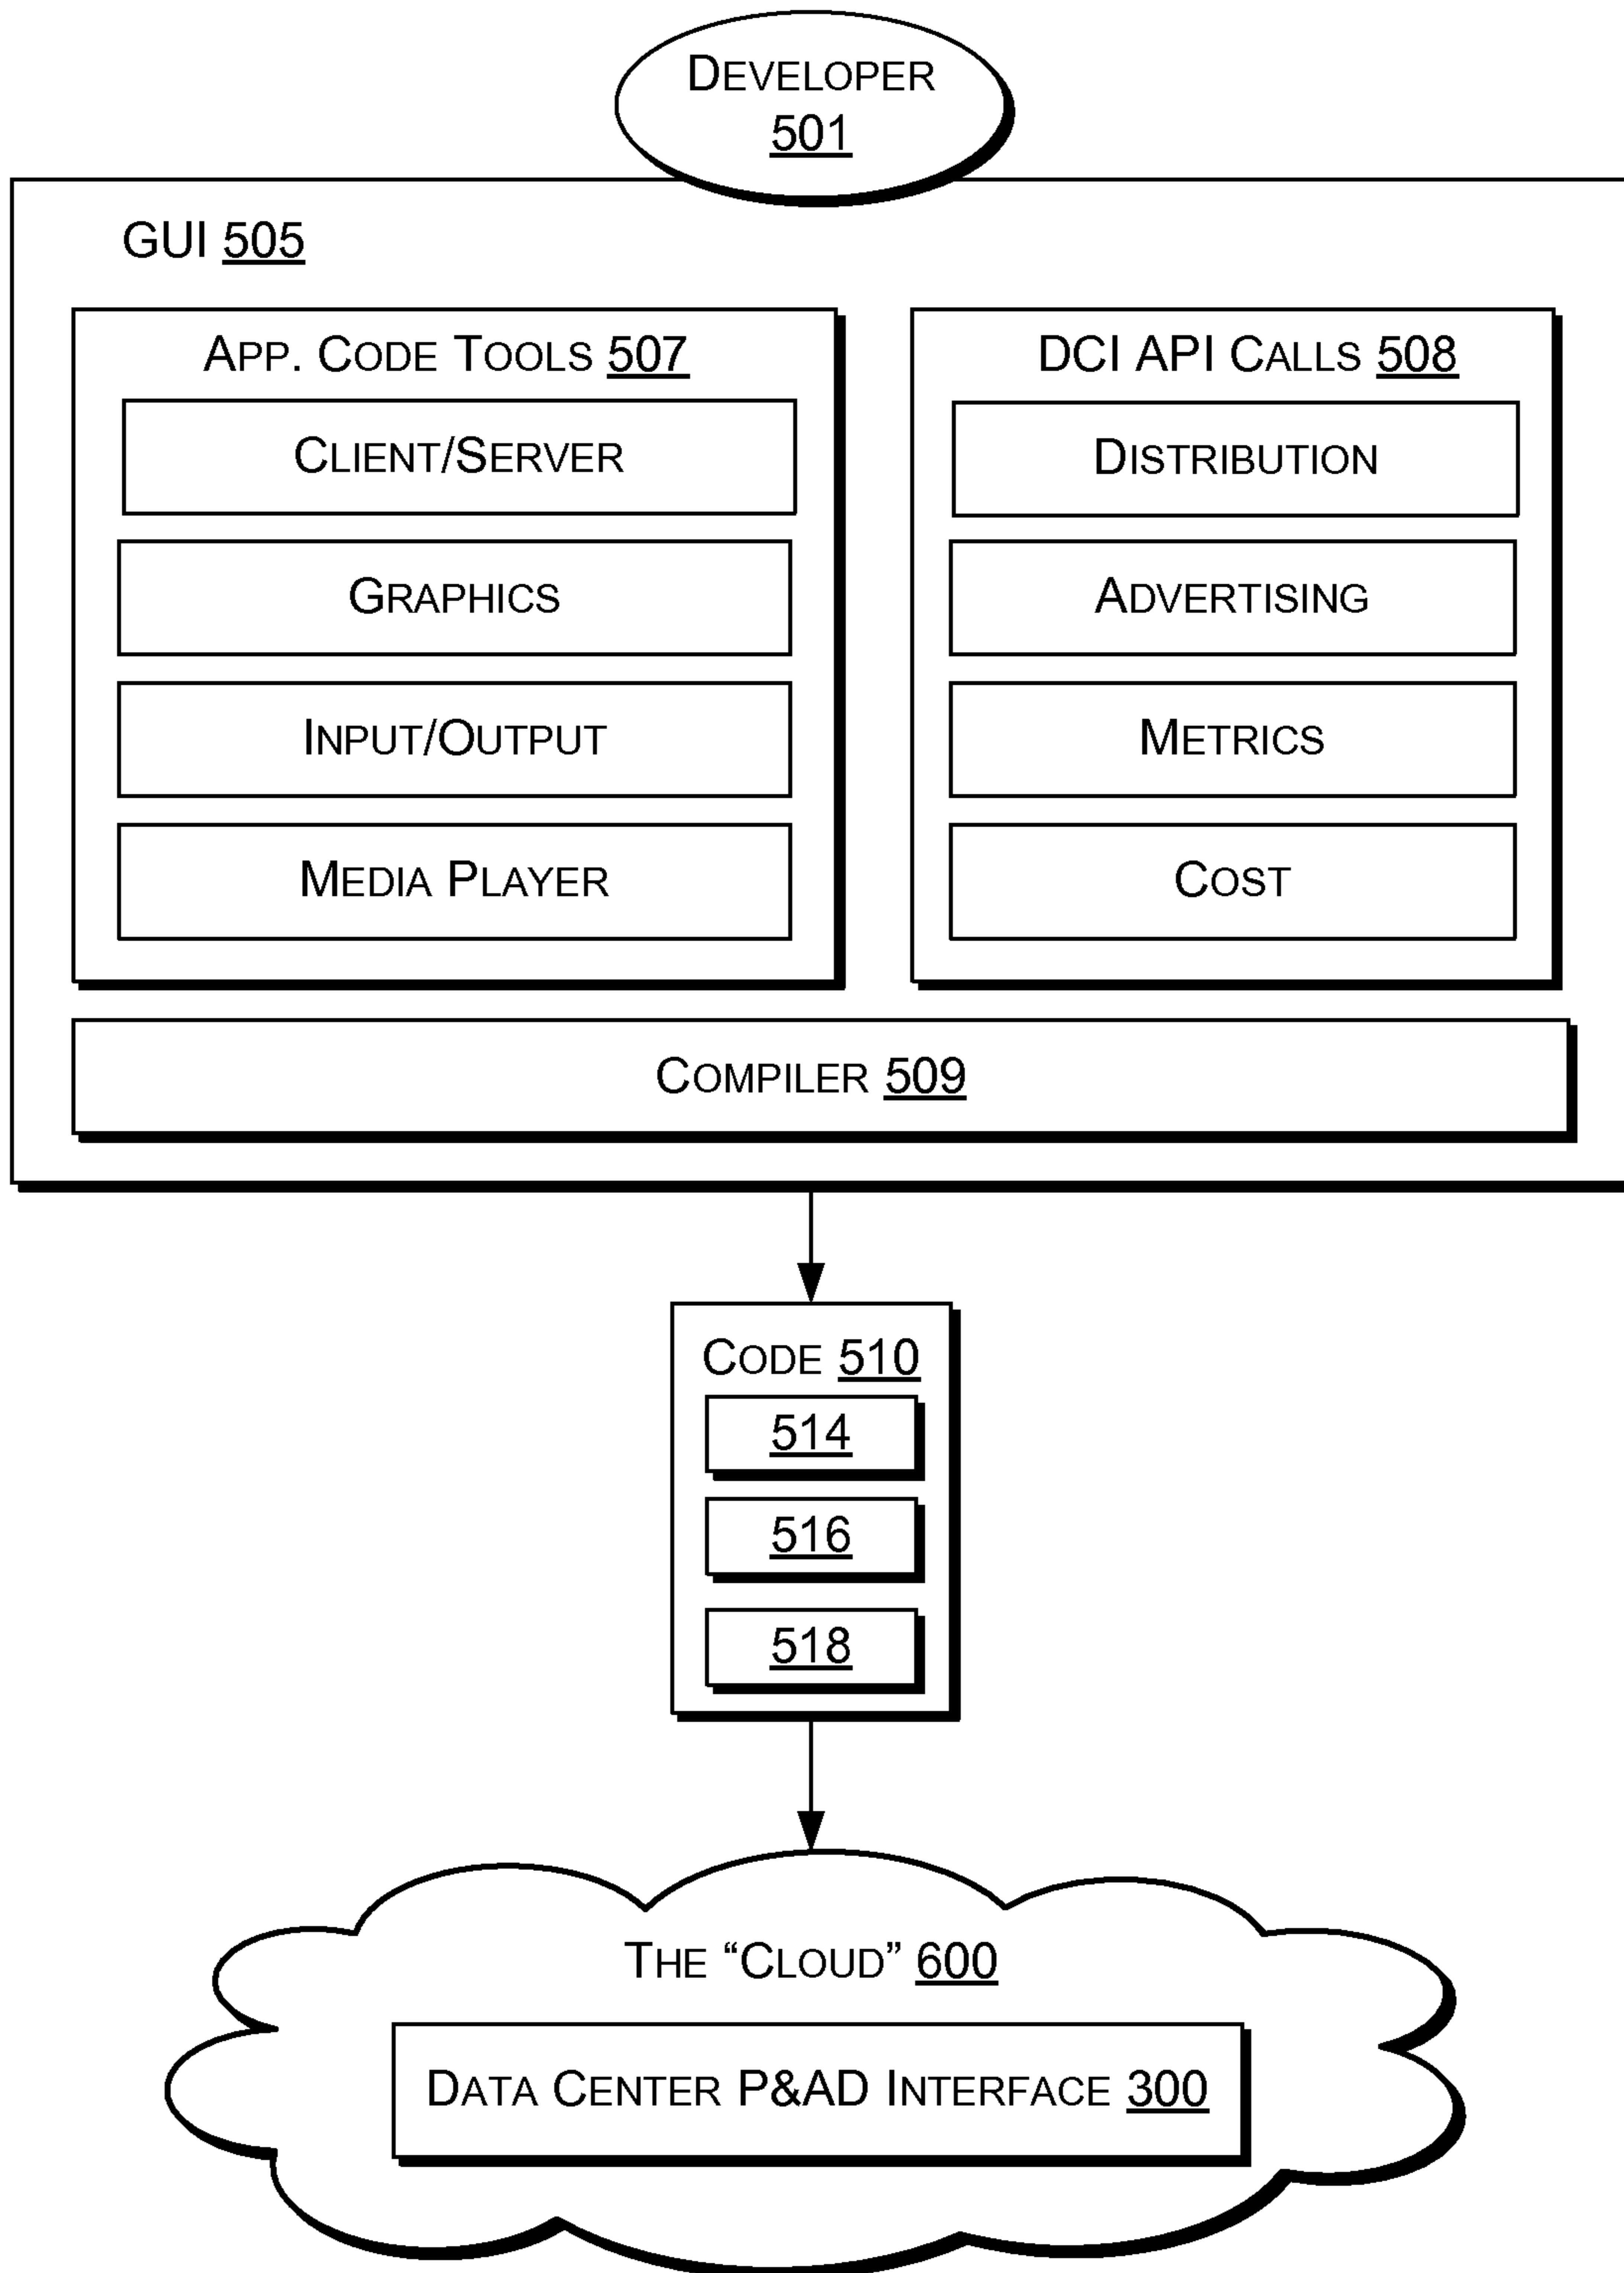 DEVELOPER
501
GUI 505
APP. CODE TOOLS 507
CLIENT/SERVER
GRAPHICS
INPUT/OUTPUT
MEDIA PLAYER
DCI API CALLS 508
DISTRIBUTION
ADVERTISING
METRICS
COST
COMPILER 509
CODE 510
514
516
518
THE “CLOUD” 600
DATA CENTER P&AD INTERFACE 300